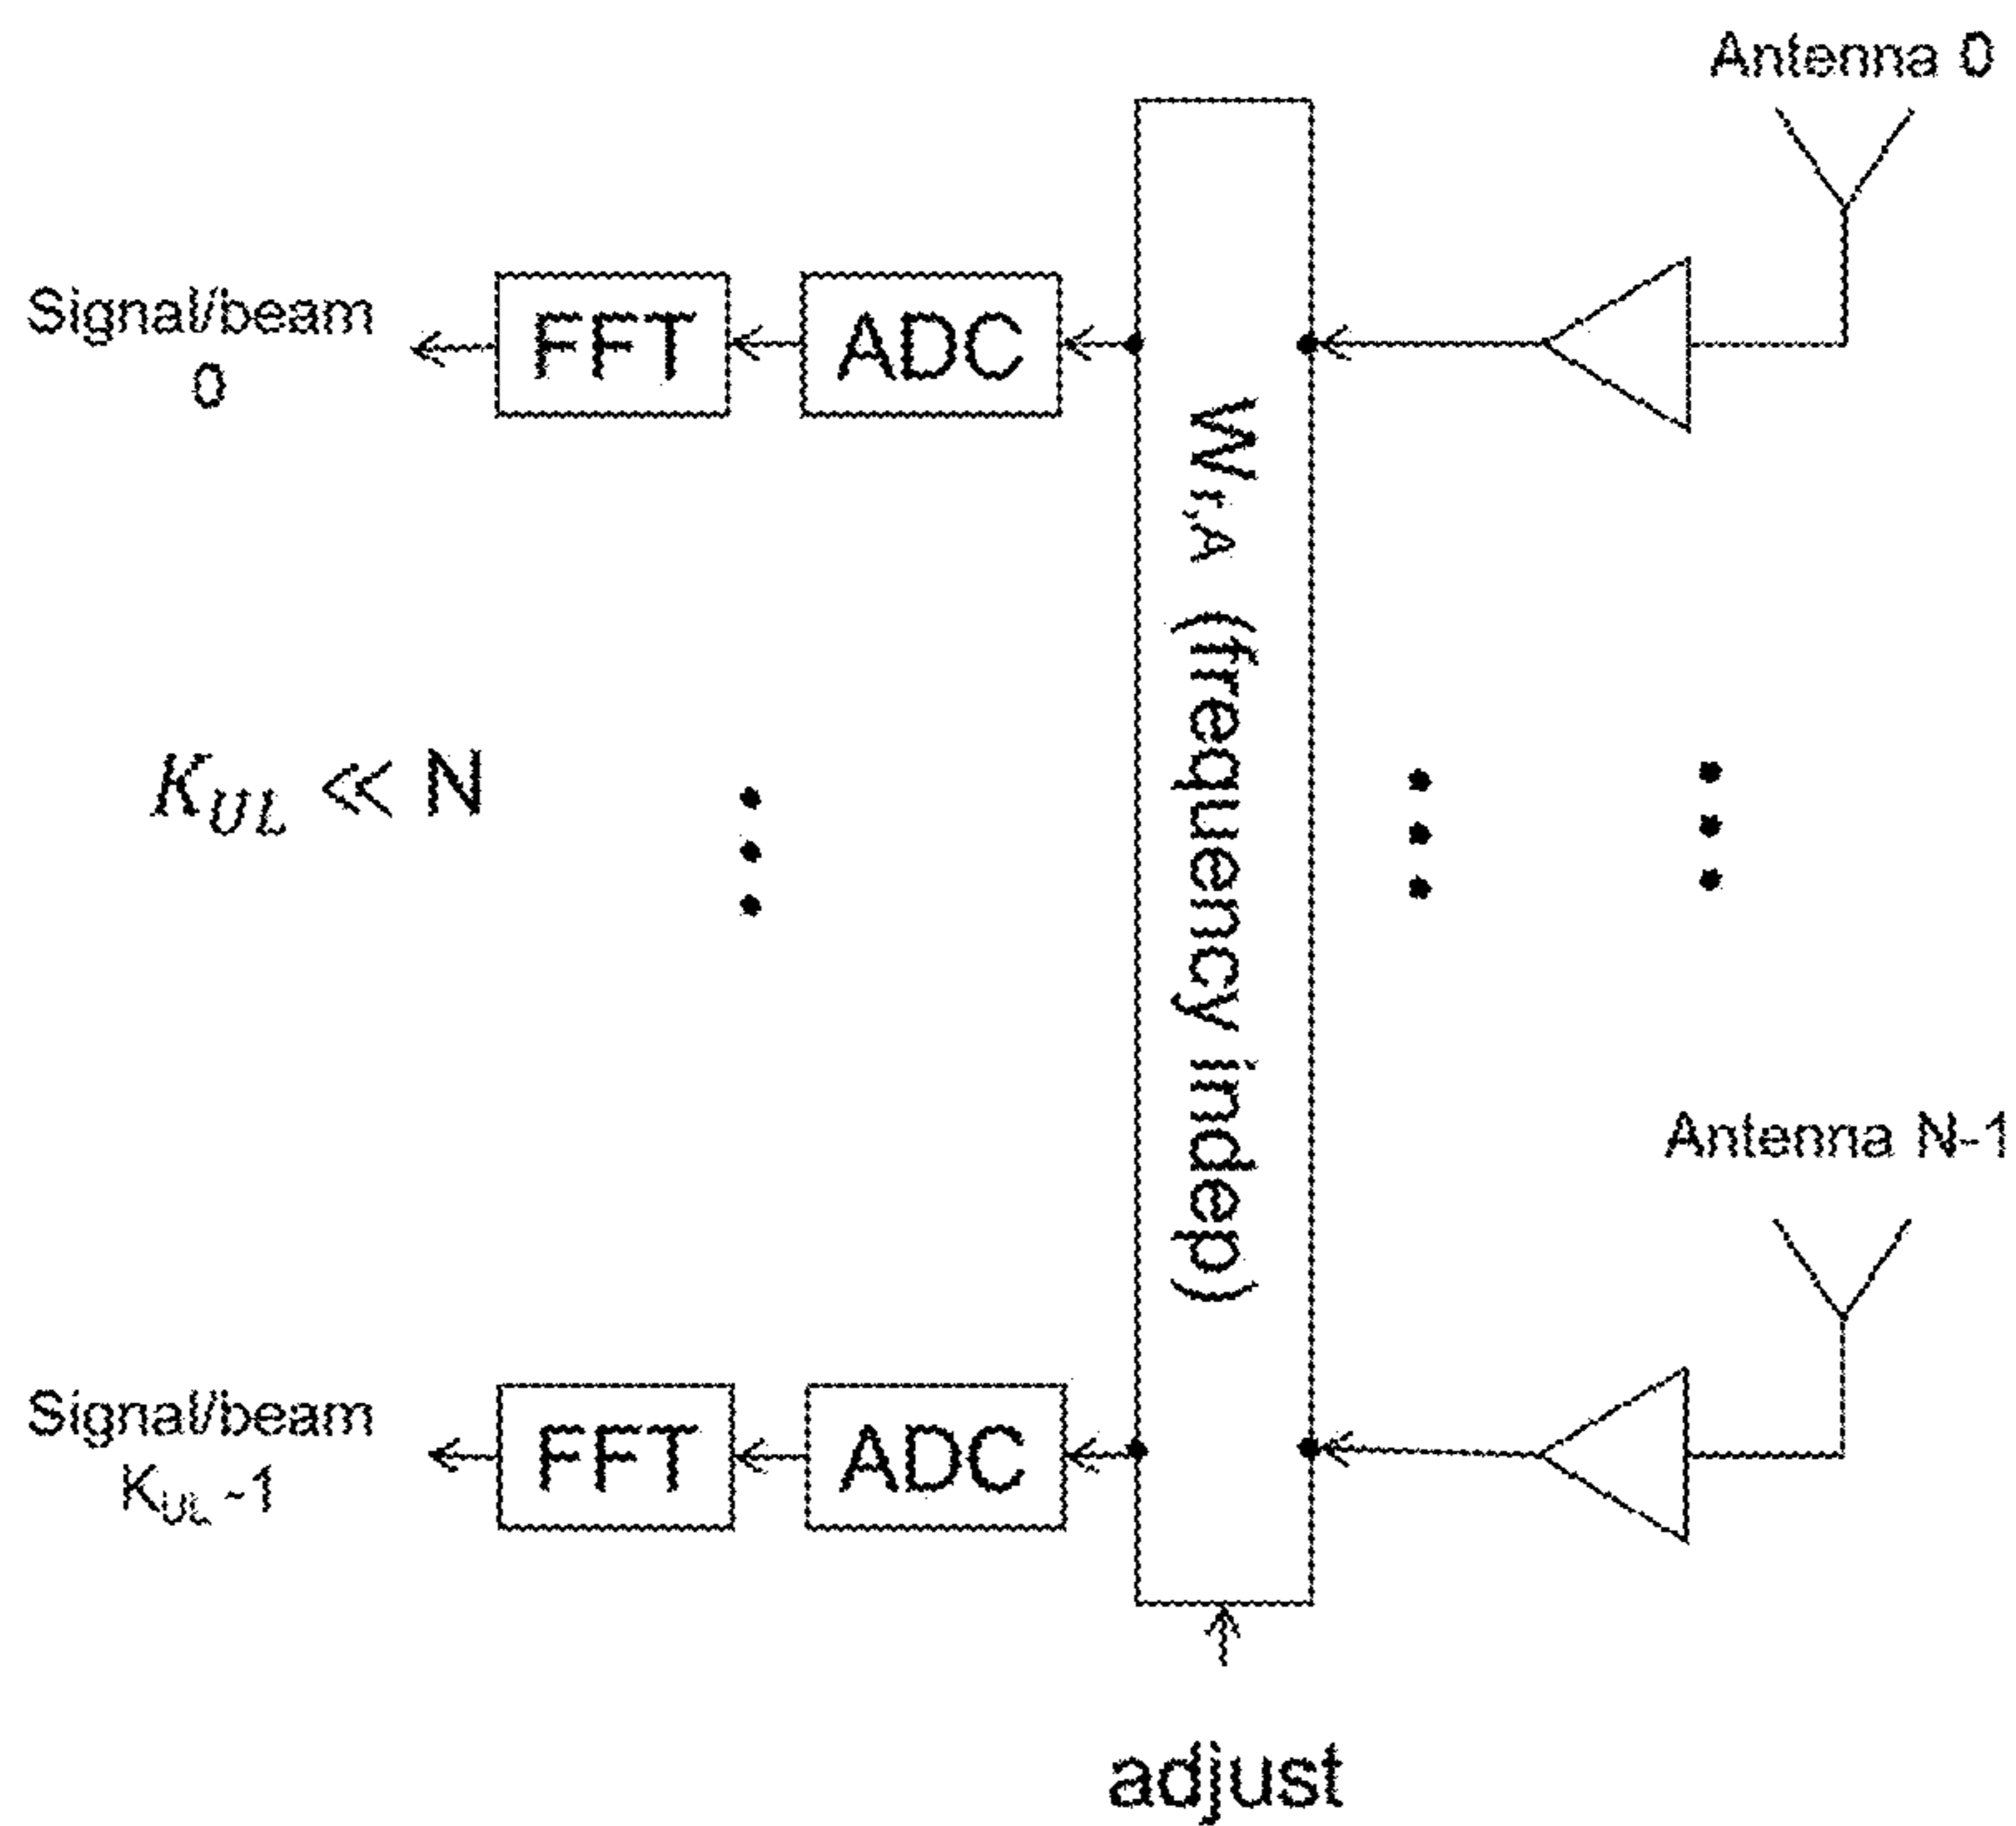 Antenna 0
Signal/beam
0
FFT
ADC
W_{r,A} (frequency indep)
K_{UL} ≪ N
Antenna N-1
Signal/beam
K_{UL}-1
FFT
ADC
adjust